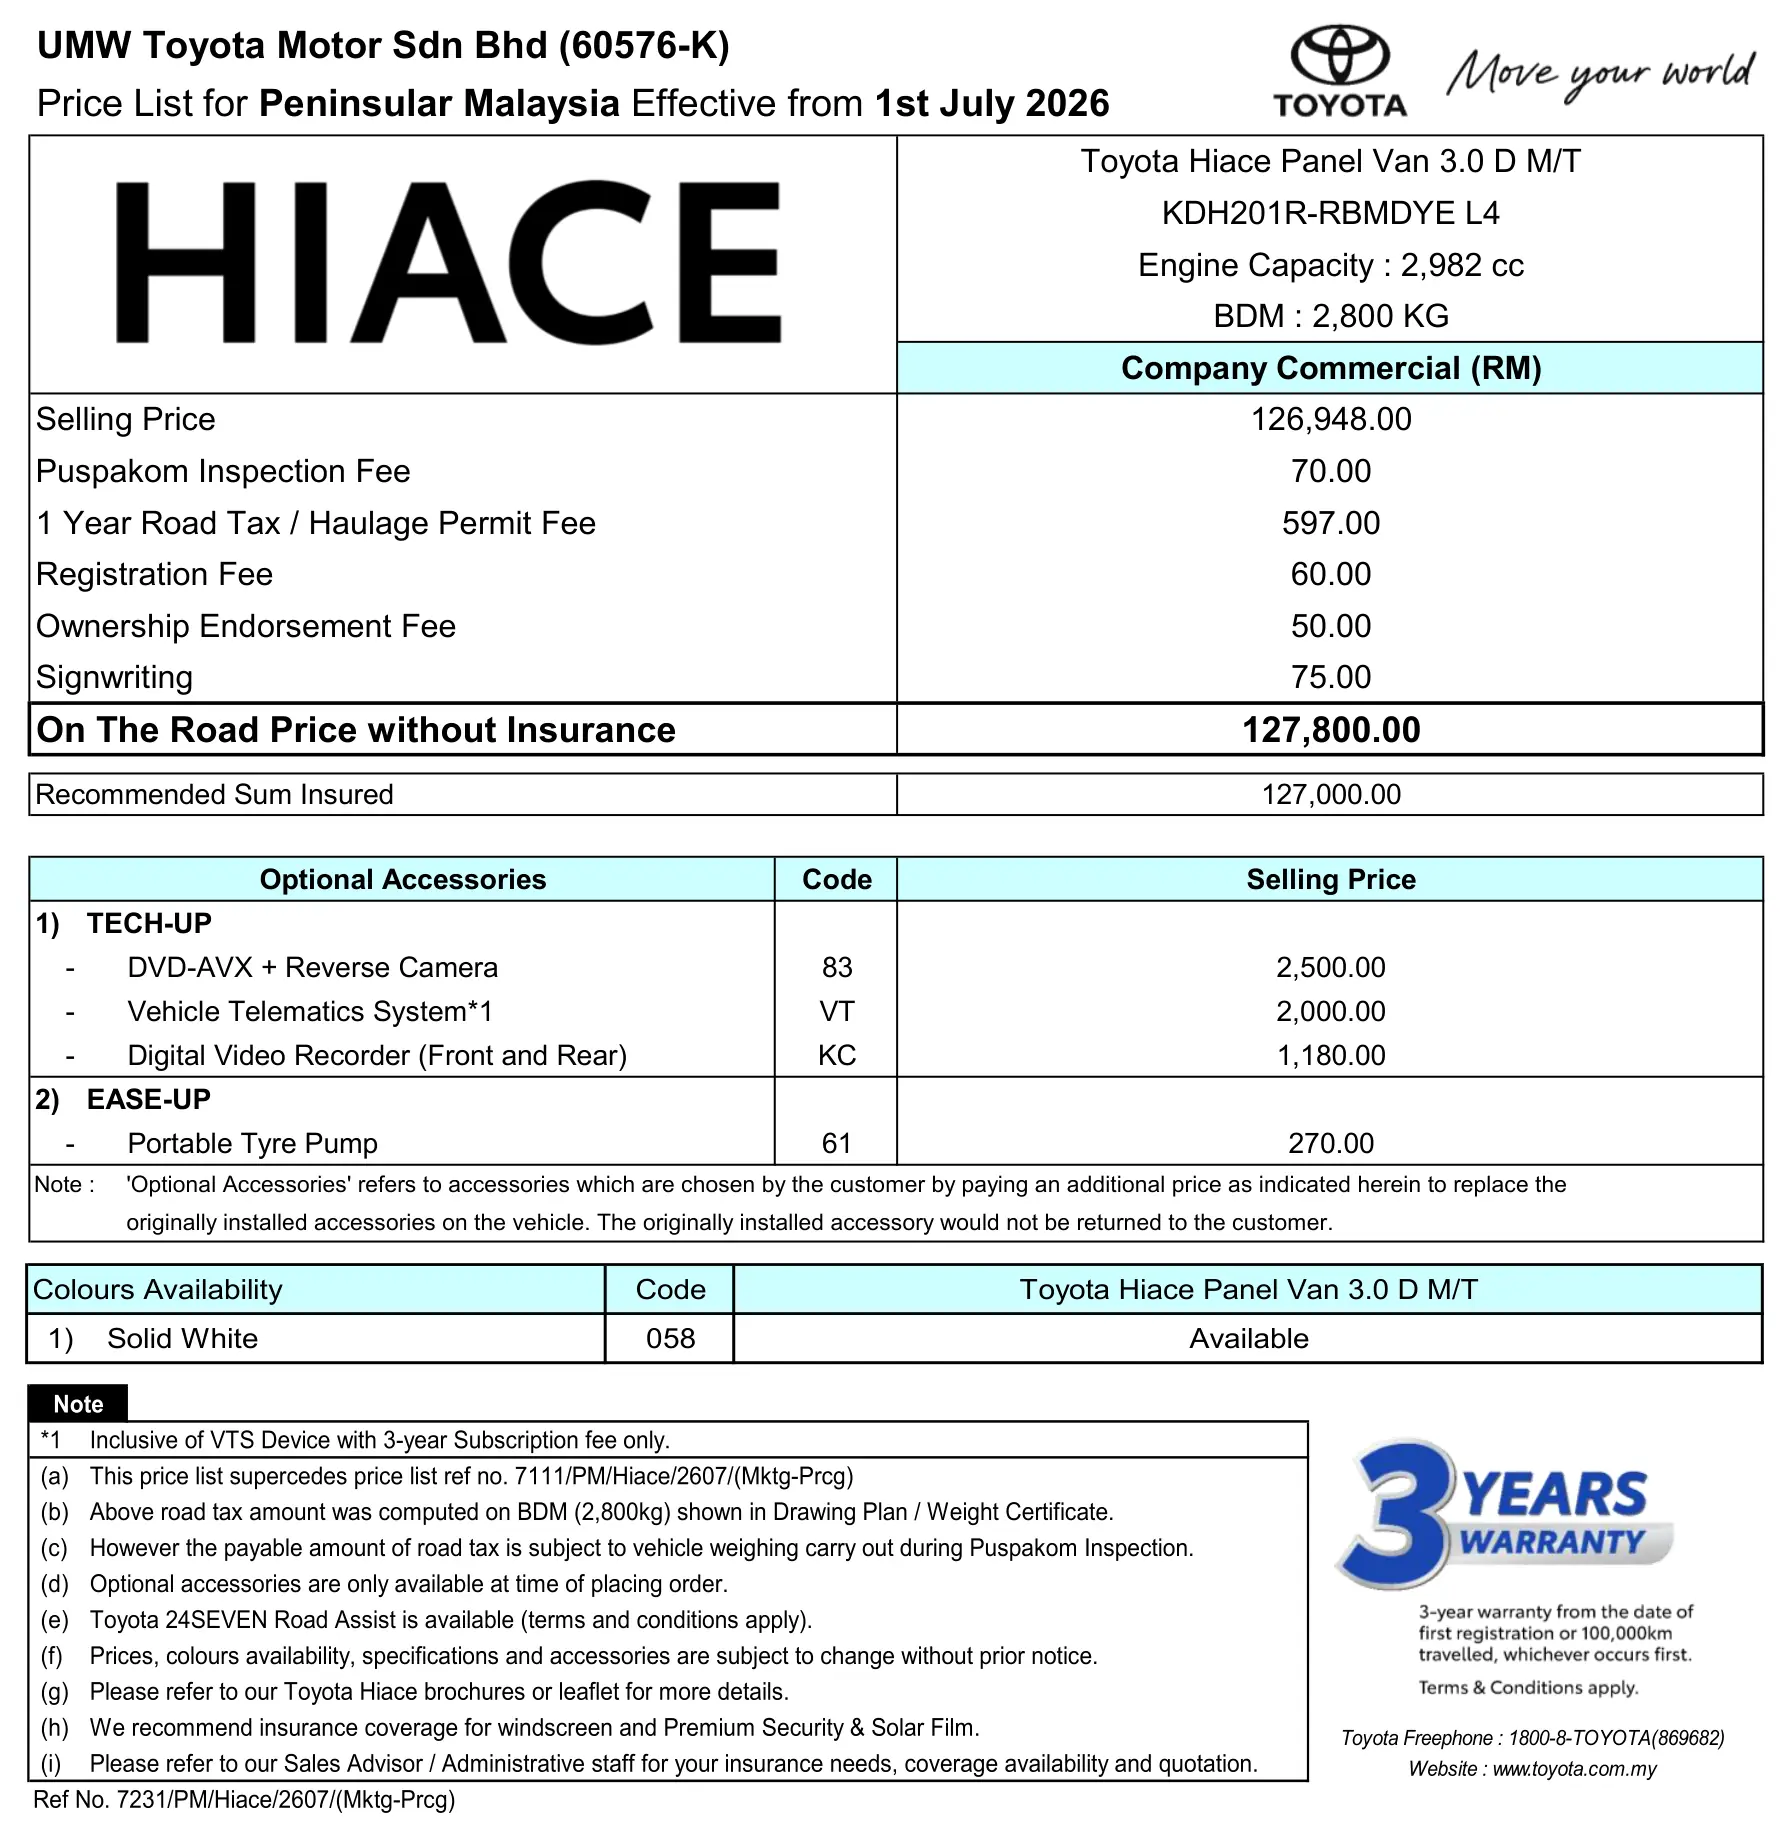 UMW Toyota Motor Sdn Bhd (60576-K)
Price List for Peninsular Malaysia Effective from 1st July 2026
TOYOTA
Move your world
HIACE
Toyota Hiace Panel Van 3.0 D M/T
KDH201R-RBMDYE L4
Engine Capacity : 2,982 cc
BDM : 2,800 KG
Company Commercial (RM)
Selling Price 126,948.00
Puspakom Inspection Fee 70.00
1 Year Road Tax / Haulage Permit Fee 597.00
Registration Fee 60.00
Ownership Endorsement Fee 50.00
Signwriting 75.00
On The Road Price without Insurance 127,800.00
Recommended Sum Insured 127,000.00
Optional Accessories Code Selling Price
1) TECH-UP
- DVD-AVX + Reverse Camera 83 2,500.00
- Vehicle Telematics System*1 VT 2,000.00
- Digital Video Recorder (Front and Rear) KC 1,180.00
2) EASE-UP
- Portable Tyre Pump 61 270.00
Note : 'Optional Accessories' refers to accessories which are chosen by the customer by paying an additional price as indicated herein to replace the
originally installed accessories on the vehicle. The originally installed accessory would not be returned to the customer.
Colours Availability Code Toyota Hiace Panel Van 3.0 D M/T
1) Solid White 058 Available
Note
*1 Inclusive of VTS Device with 3-year Subscription fee only.
(a) This price list supercedes price list ref no. 7111/PM/Hiace/2607/(Mktg-Prcg)
(b) Above road tax amount was computed on BDM (2,800kg) shown in Drawing Plan / Weight Certificate.
(c) However the payable amount of road tax is subject to vehicle weighing carry out during Puspakom Inspection.
(d) Optional accessories are only available at time of placing order.
(e) Toyota 24SEVEN Road Assist is available (terms and conditions apply).
(f) Prices, colours availability, specifications and accessories are subject to change without prior notice.
(g) Please refer to our Toyota Hiace brochures or leaflet for more details.
(h) We recommend insurance coverage for windscreen and Premium Security & Solar Film.
(i) Please refer to our Sales Advisor / Administrative staff for your insurance needs, coverage availability and quotation.
Ref No. 7231/PM/Hiace/2607/(Mktg-Prcg)
3 YEARS
WARRANTY
3-year warranty from the date of
first registration or 100,000km
travelled, whichever occurs first.
Terms & Conditions apply.
Toyota Freephone : 1800-8-TOYOTA(869682)
Website : www.toyota.com.my